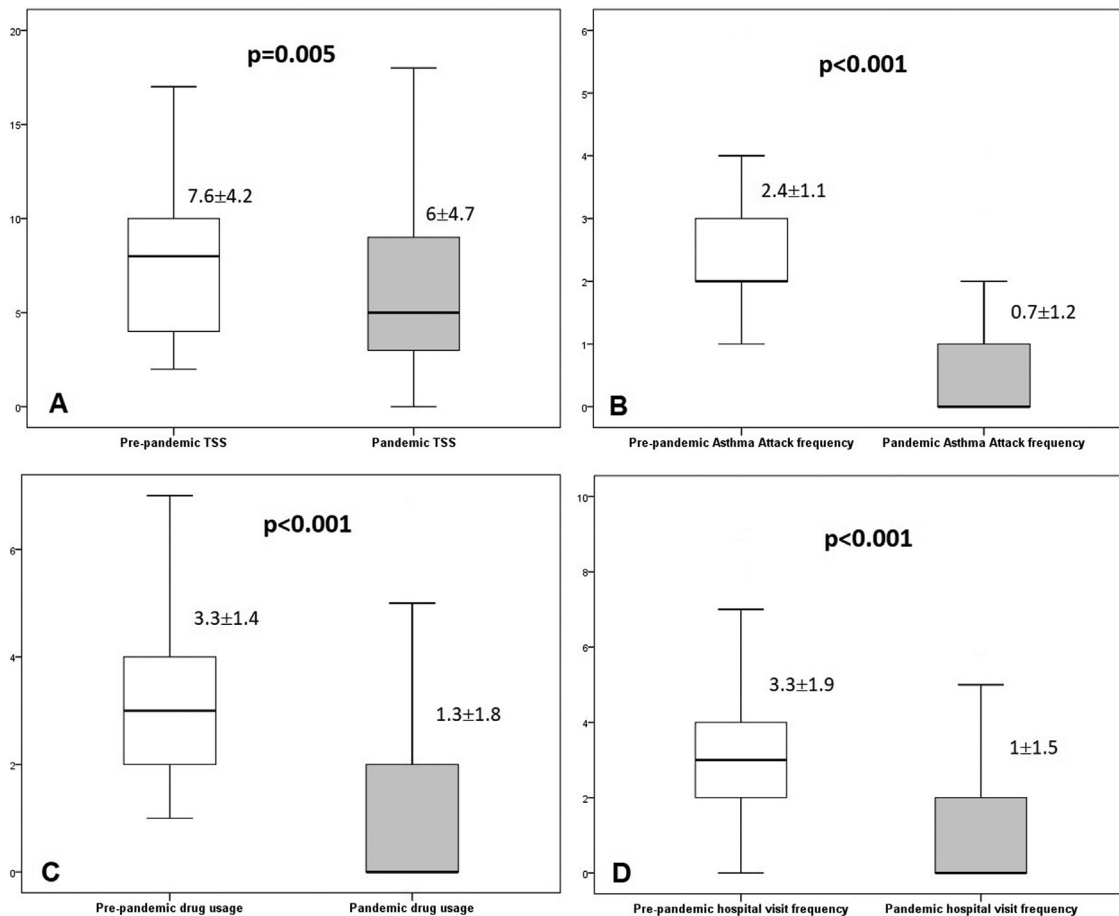 20
15
10
5
0
p=0.005
7.6±4.2
6±4.7
A
Pre-pandemic TSS
Pandemic TSS
6
5
4
3
2
1
0
p<0.001
2.4±1.1
0.7±1.2
B
Pre-pandemic Asthma Attack frequency
Pandemic Asthma Attack frequency
6
4
2
0
p<0.001
3.3±1.4
1.3±1.8
C
Pre-pandemic drug usage
Pandemic drug usage
10
8
6
4
2
0
p<0.001
3.3±1.9
1±1.5
D
Pre-pandemic hospital visit frequency
Pandemic hospital visit frequency